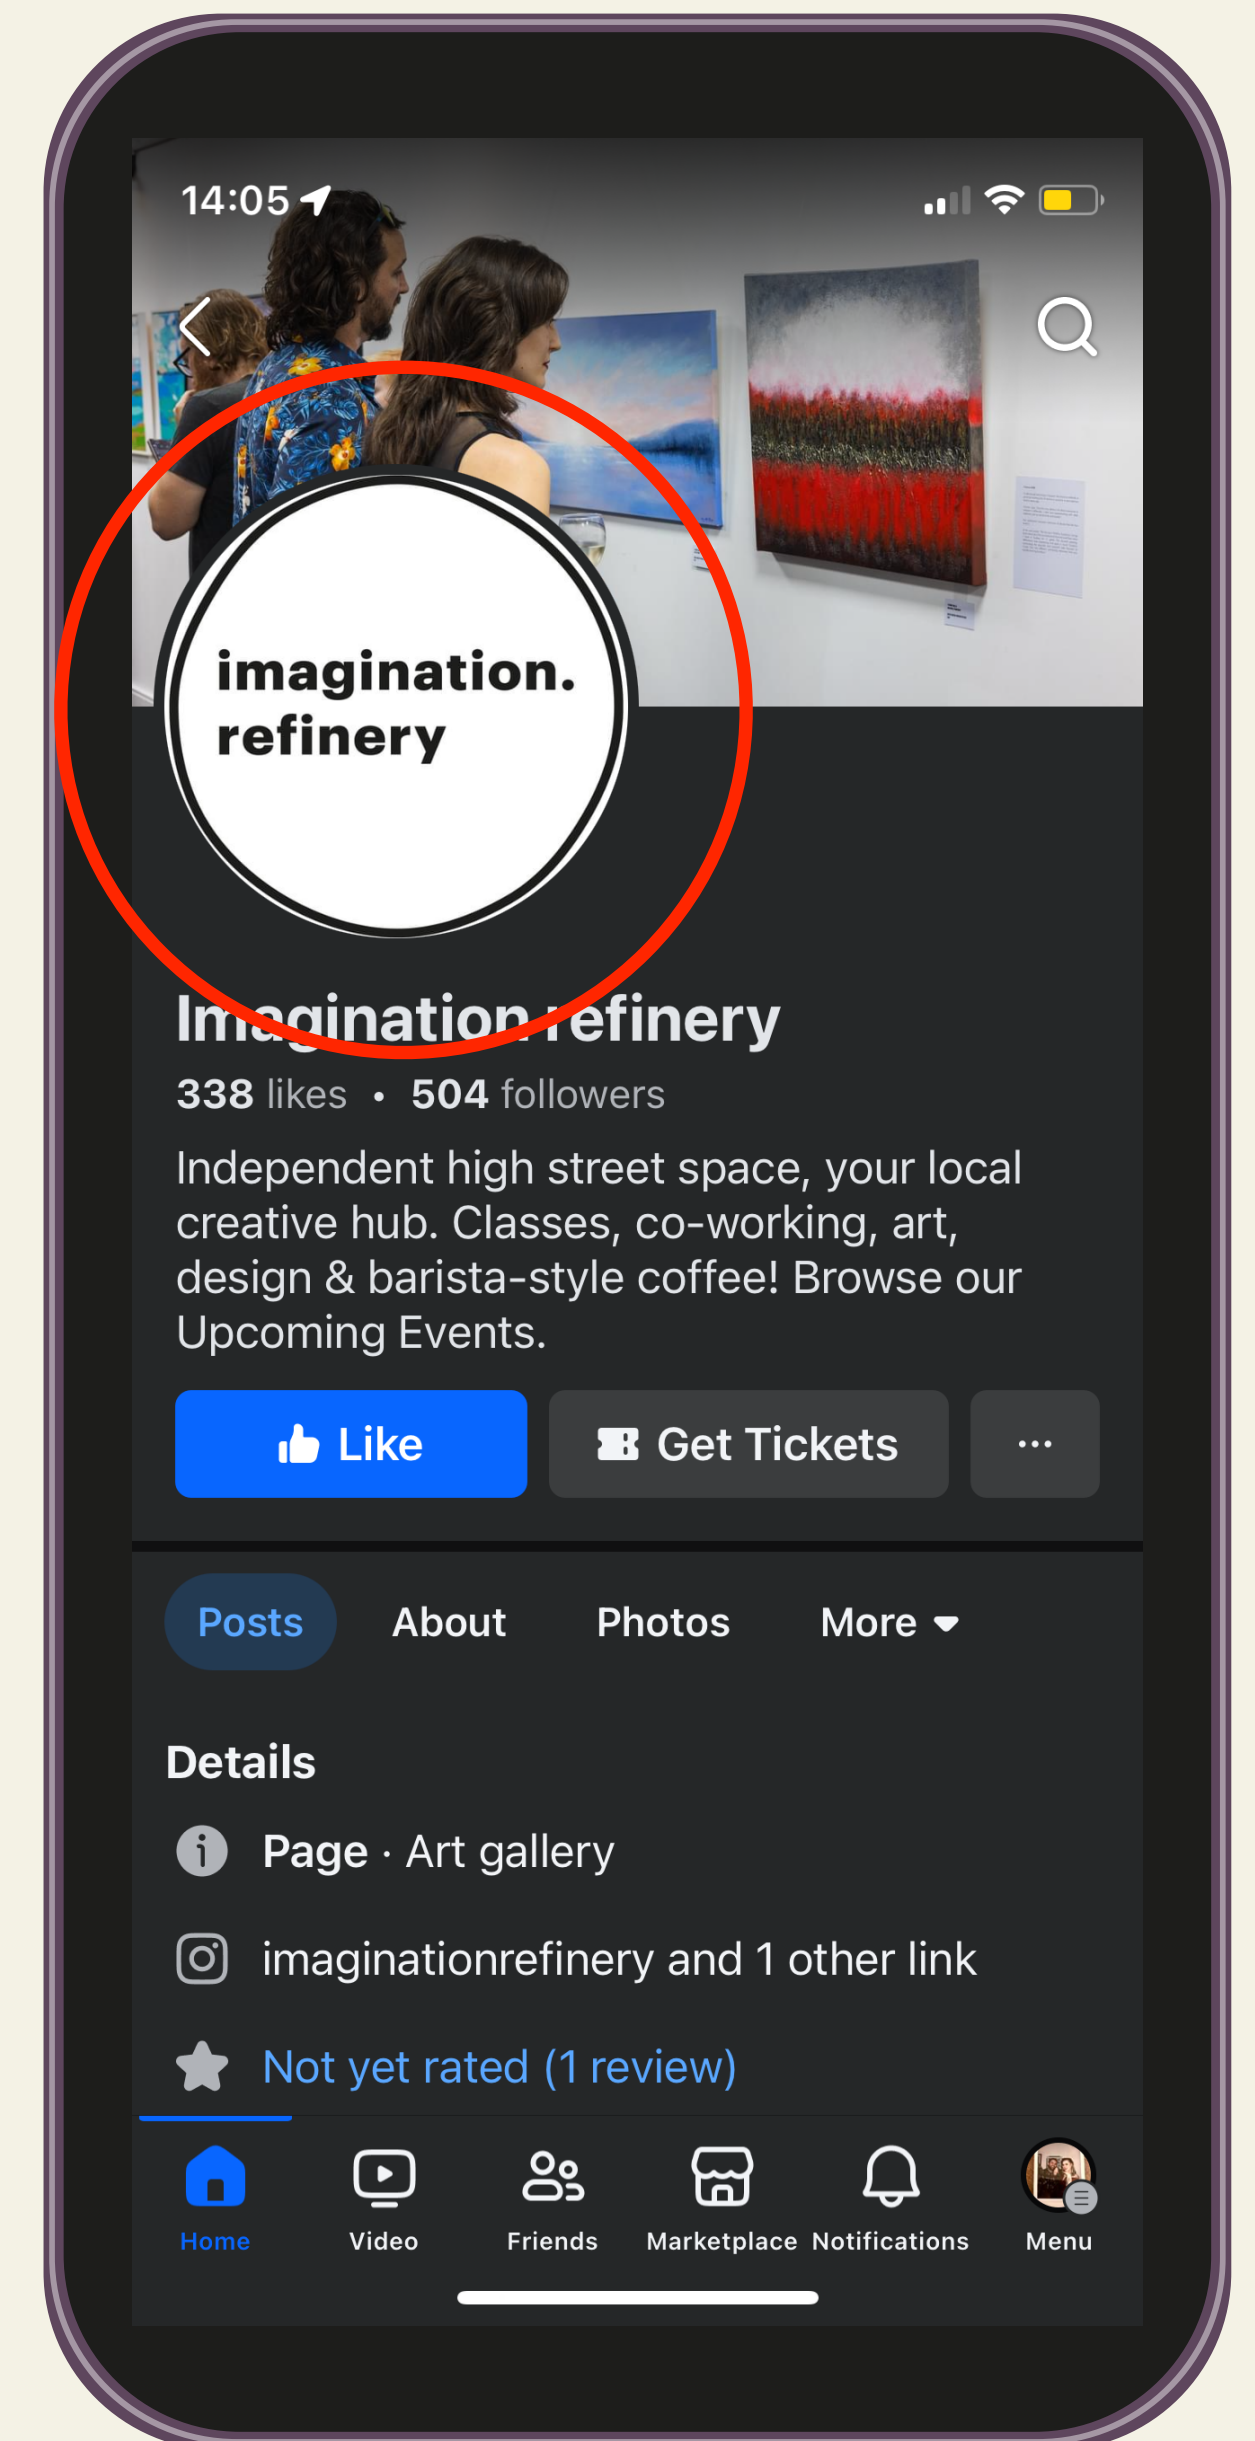 14:05
imagination.
refinery
Imagination refinery
338 likes • 504 followers
Independent high street space, your local
creative hub. Classes, co-working, art,
design & barista-style coffee! Browse our
Upcoming Events.
Like
Get Tickets
...
Posts
About
Photos
More
Details
Page · Art gallery
imaginationrefinery and 1 other link
Not yet rated (1 review)
Home
Video
Friends
Marketplace
Notifications
Menu